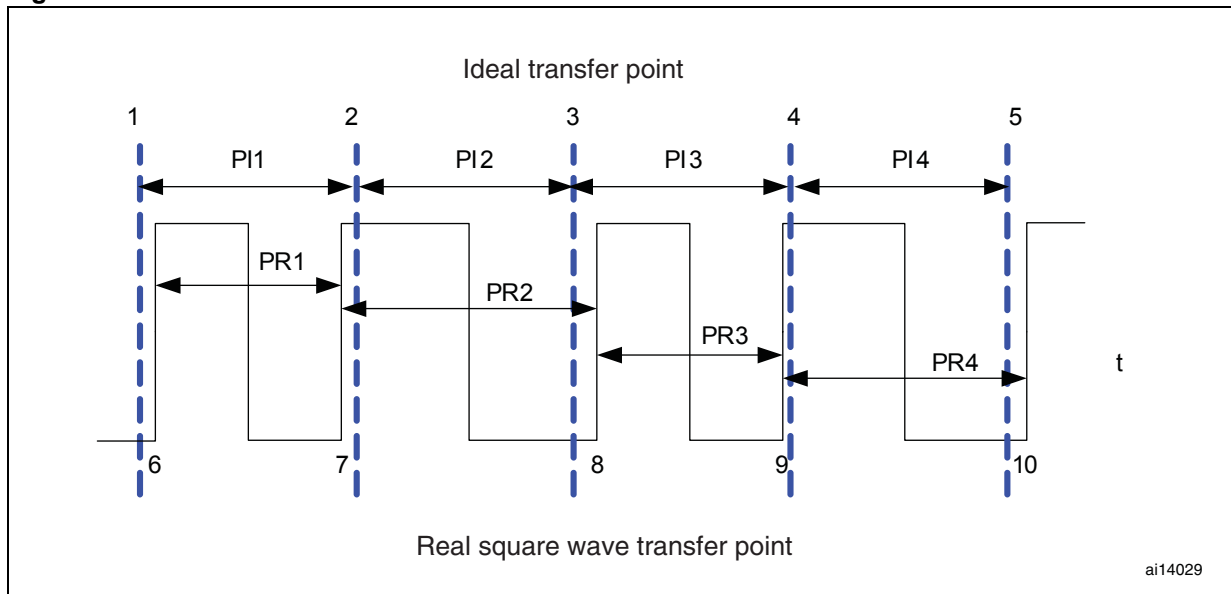 Ideal transfer point
1 2 3 4 5
PI1 PI2 PI3 PI4
PR1
PR2
PR3
PR4
t
6 7 8 9 10
Real square wave transfer point
ai14029